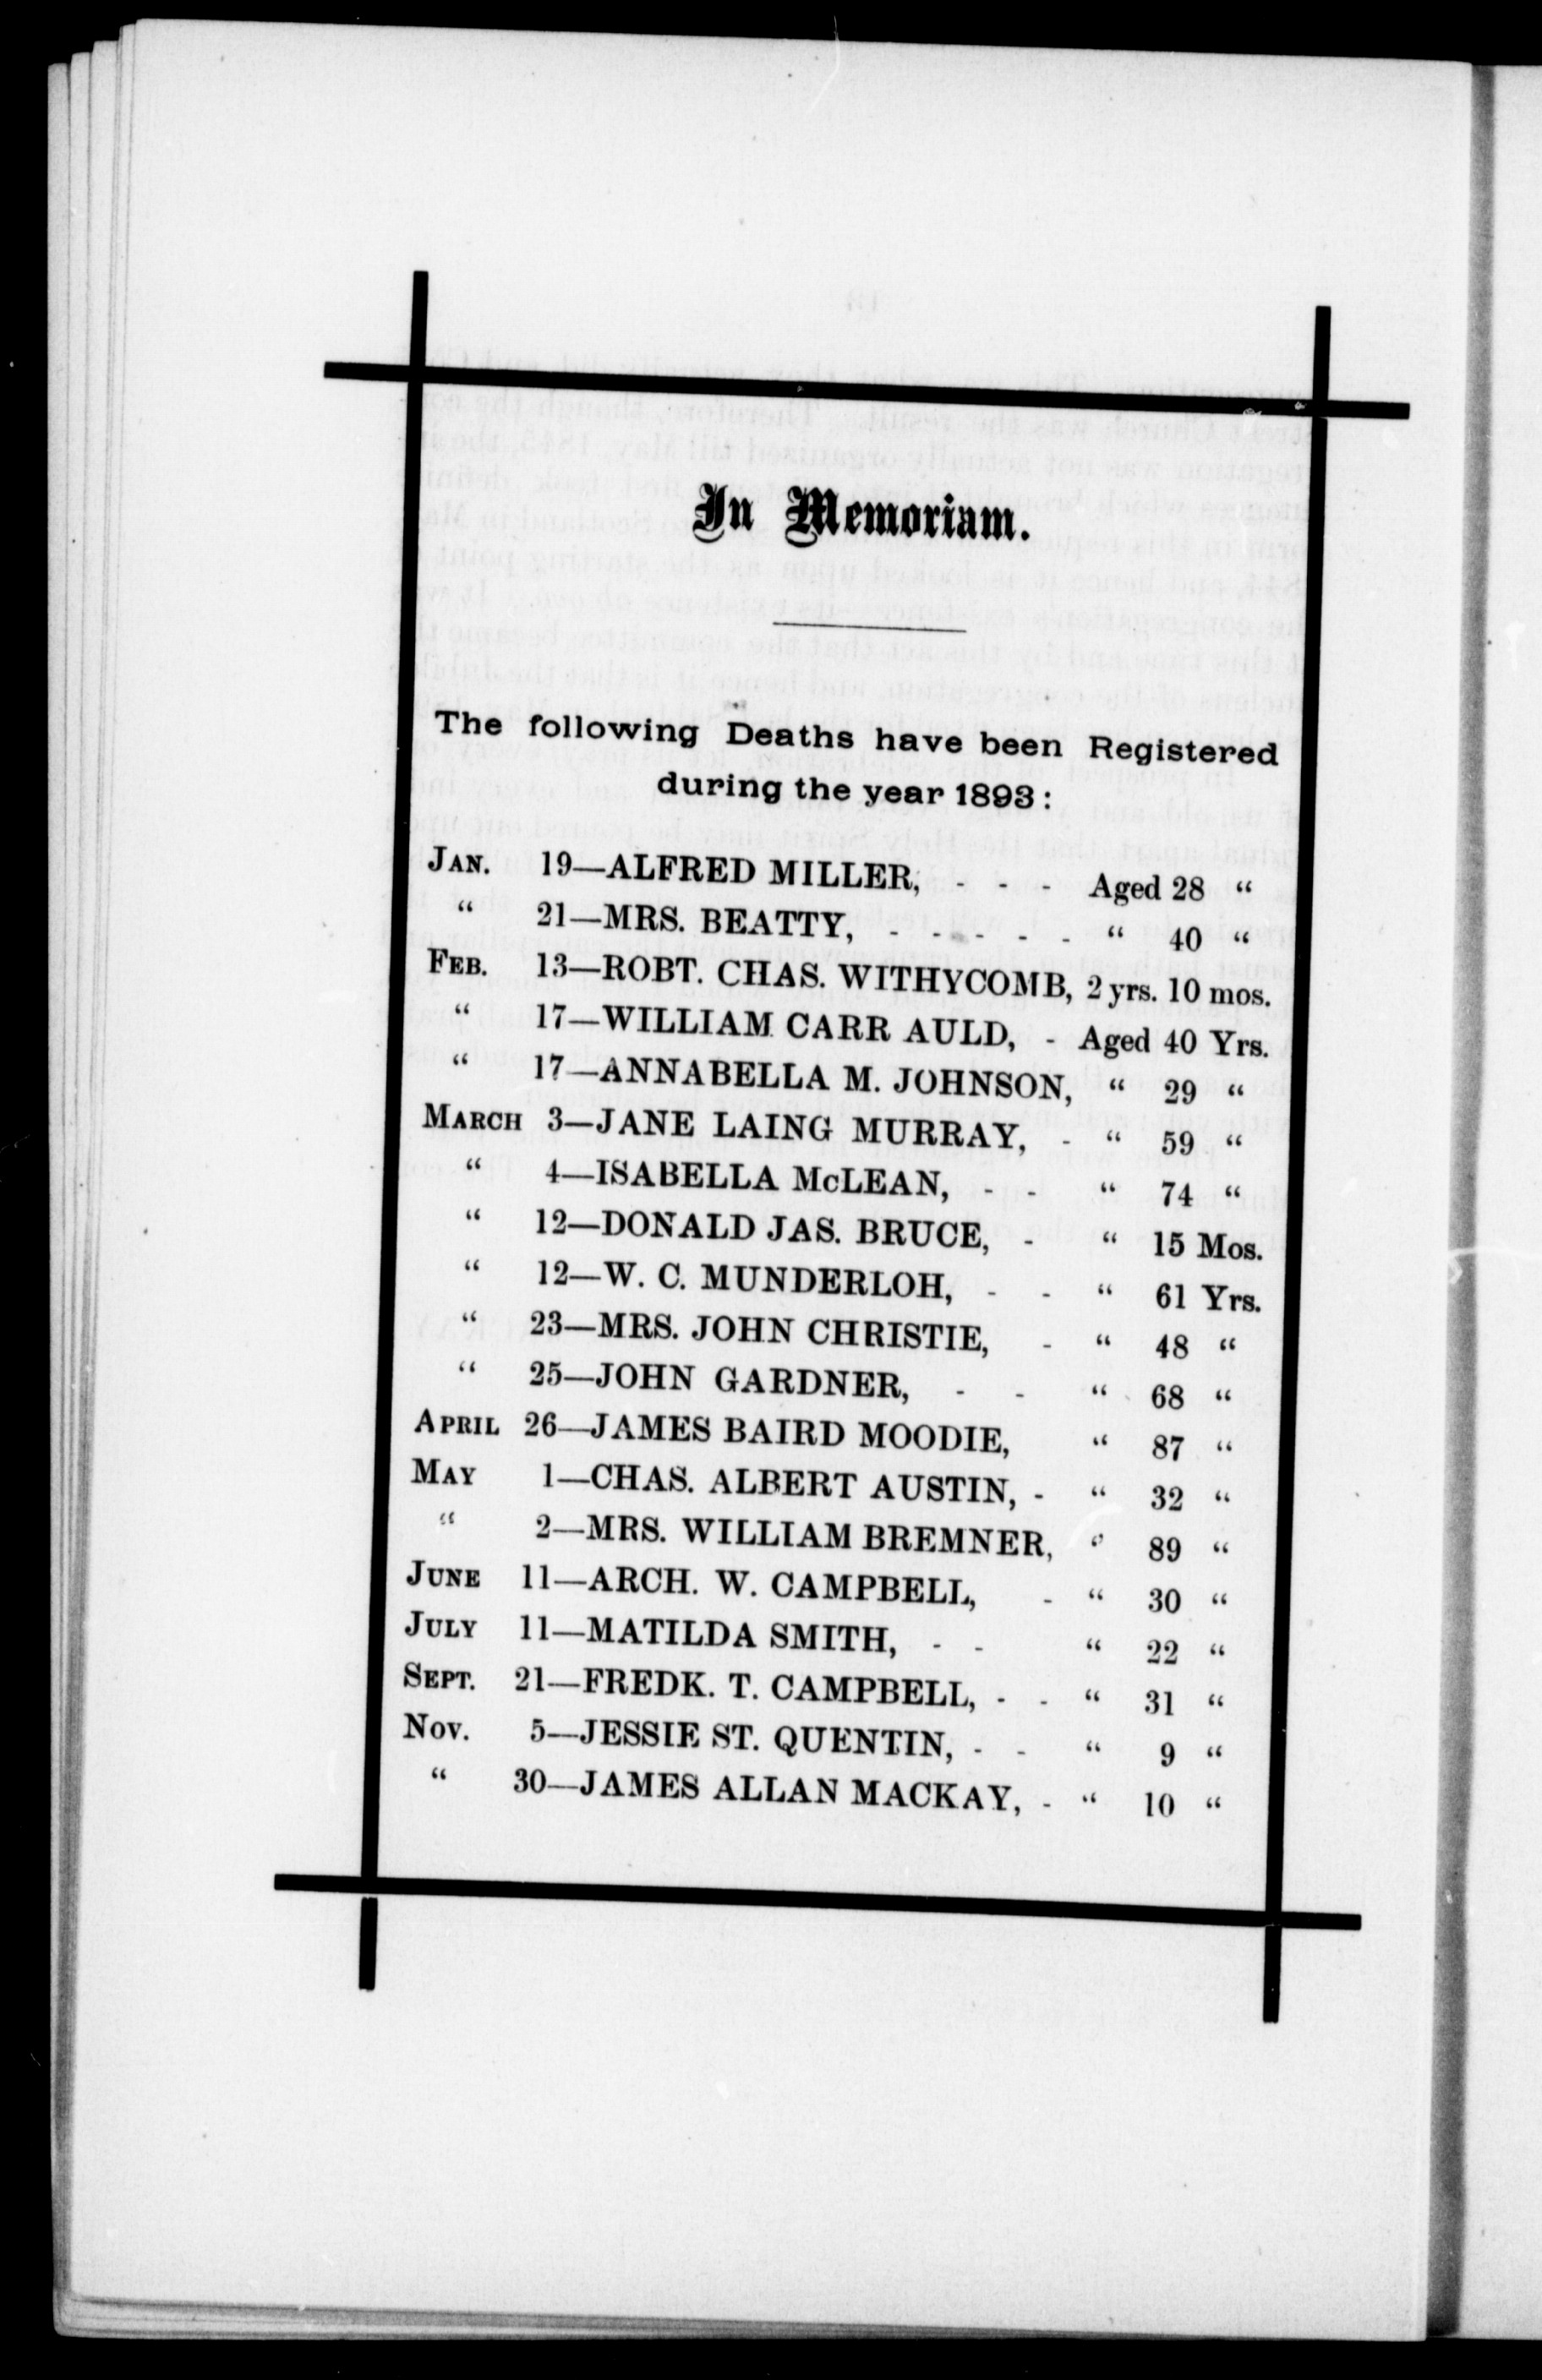 In Memoriam.
The following Deaths have been Registered
during the year 1893:
JAN. 19—ALFRED MILLER, - - - Aged 28 “
“ 21—MRS. BEATTY, - - - - - “ 40 “
FEB. 13—ROBT. CHAS. WITHYCOMB, 2 yrs. 10 mos.
“ 17—WILLIAM CARR AULD, - Aged 40 Yrs.
“ 17—ANNABELLA M. JOHNSON, “ 29 “
MARCH 3—JANE LAING MURRAY, - “ 59 “
“ 4—ISABELLA McLEAN, - - “ 74 “
“ 12—DONALD JAS. BRUCE, - “ 15 Mos.
“ 12—W. C. MUNDERLOH, - - “ 61 Yrs.
“ 23—MRS. JOHN CHRISTIE, - “ 48 “
“ 25—JOHN GARDNER, - - “ 68 “
APRIL 26—JAMES BAIRD MOODIE, “ 87 “
MAY 1—CHAS. ALBERT AUSTIN, - “ 32 “
“ 2—MRS. WILLIAM BREMNER, “ 89 “
JUNE 11—ARCH. W. CAMPBELL, - “ 30 “
JULY 11—MATILDA SMITH, - - “ 22 “
SEPT. 21—FREDK. T. CAMPBELL, - - “ 31 “
NOV. 5—JESSIE ST. QUENTIN, - - “ 9 “
“ 30—JAMES ALLAN MACKAY, - “ 10 “